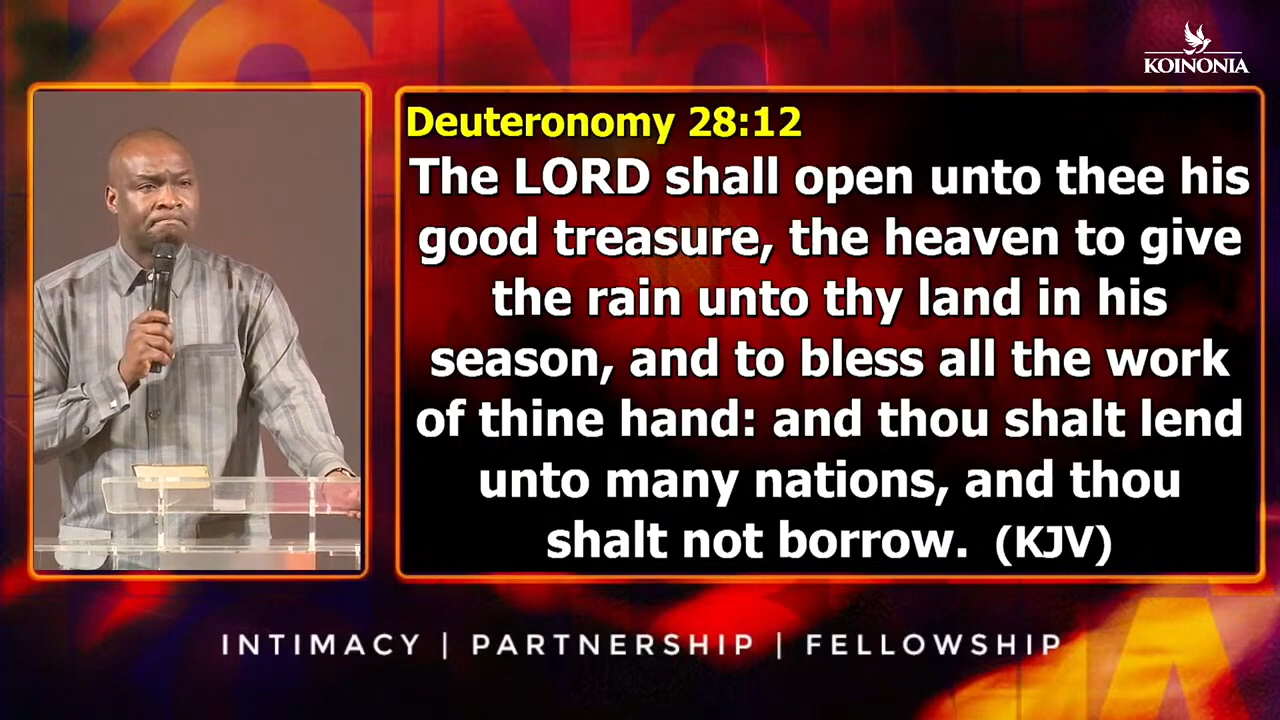 KOINONIA
Deuteronomy 28:12
The LORD shall open unto thee his
good treasure, the heaven to give
the rain unto thy land in his
season, and to bless all the work
of thine hand: and thou shalt lend
unto many nations, and thou
shalt not borrow. (KJV)
INTIMACY | PARTNERSHIP | FELLOWSHIP